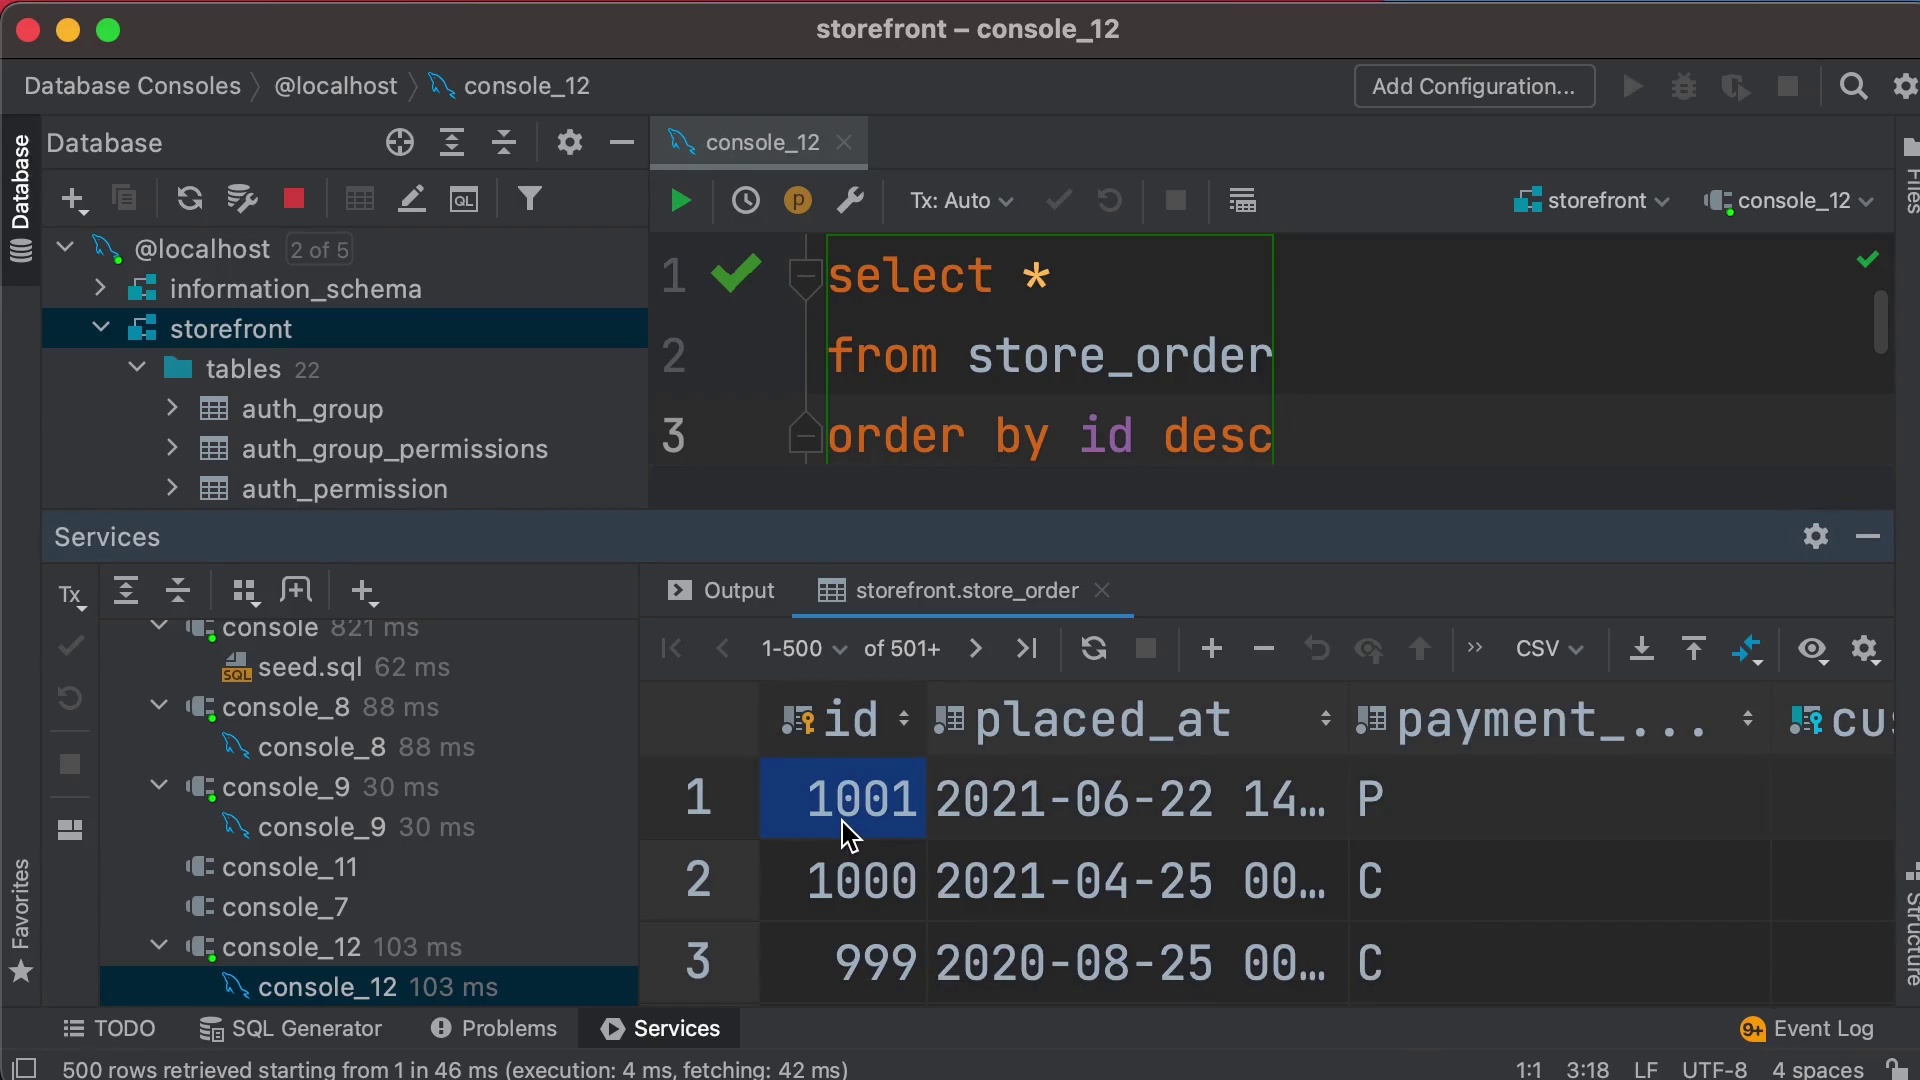 storefront – console_12
Database Consoles @localhost console_12
Add Configuration...
Database
console_12
Tx: Auto
storefront
console_12
@localhost 2 of 5
information_schema
storefront
tables 22
auth_group
auth_group_permissions
auth_permission
1 select *
2 from store_order
3 order by id desc
Services
Tx
console 821 ms
seed.sql 62 ms
console_8 88 ms
console_8 88 ms
console_9 30 ms
console_9 30 ms
console_11
console_7
console_12 103 ms
console_12 103 ms
Output storefront.store_order
1-500 of 501+ CSV
id placed_at payment_... cu
1 1001 2021-06-22 14… P
2 1000 2021-04-25 00… C
3 999 2020-08-25 00… C
Database
Favorites
Files
Structure
TODO SQL Generator Problems Services 9+ Event Log
500 rows retrieved starting from 1 in 46 ms (execution: 4 ms, fetching: 42 ms) 1:1 3:18 LF UTF-8 4 spaces